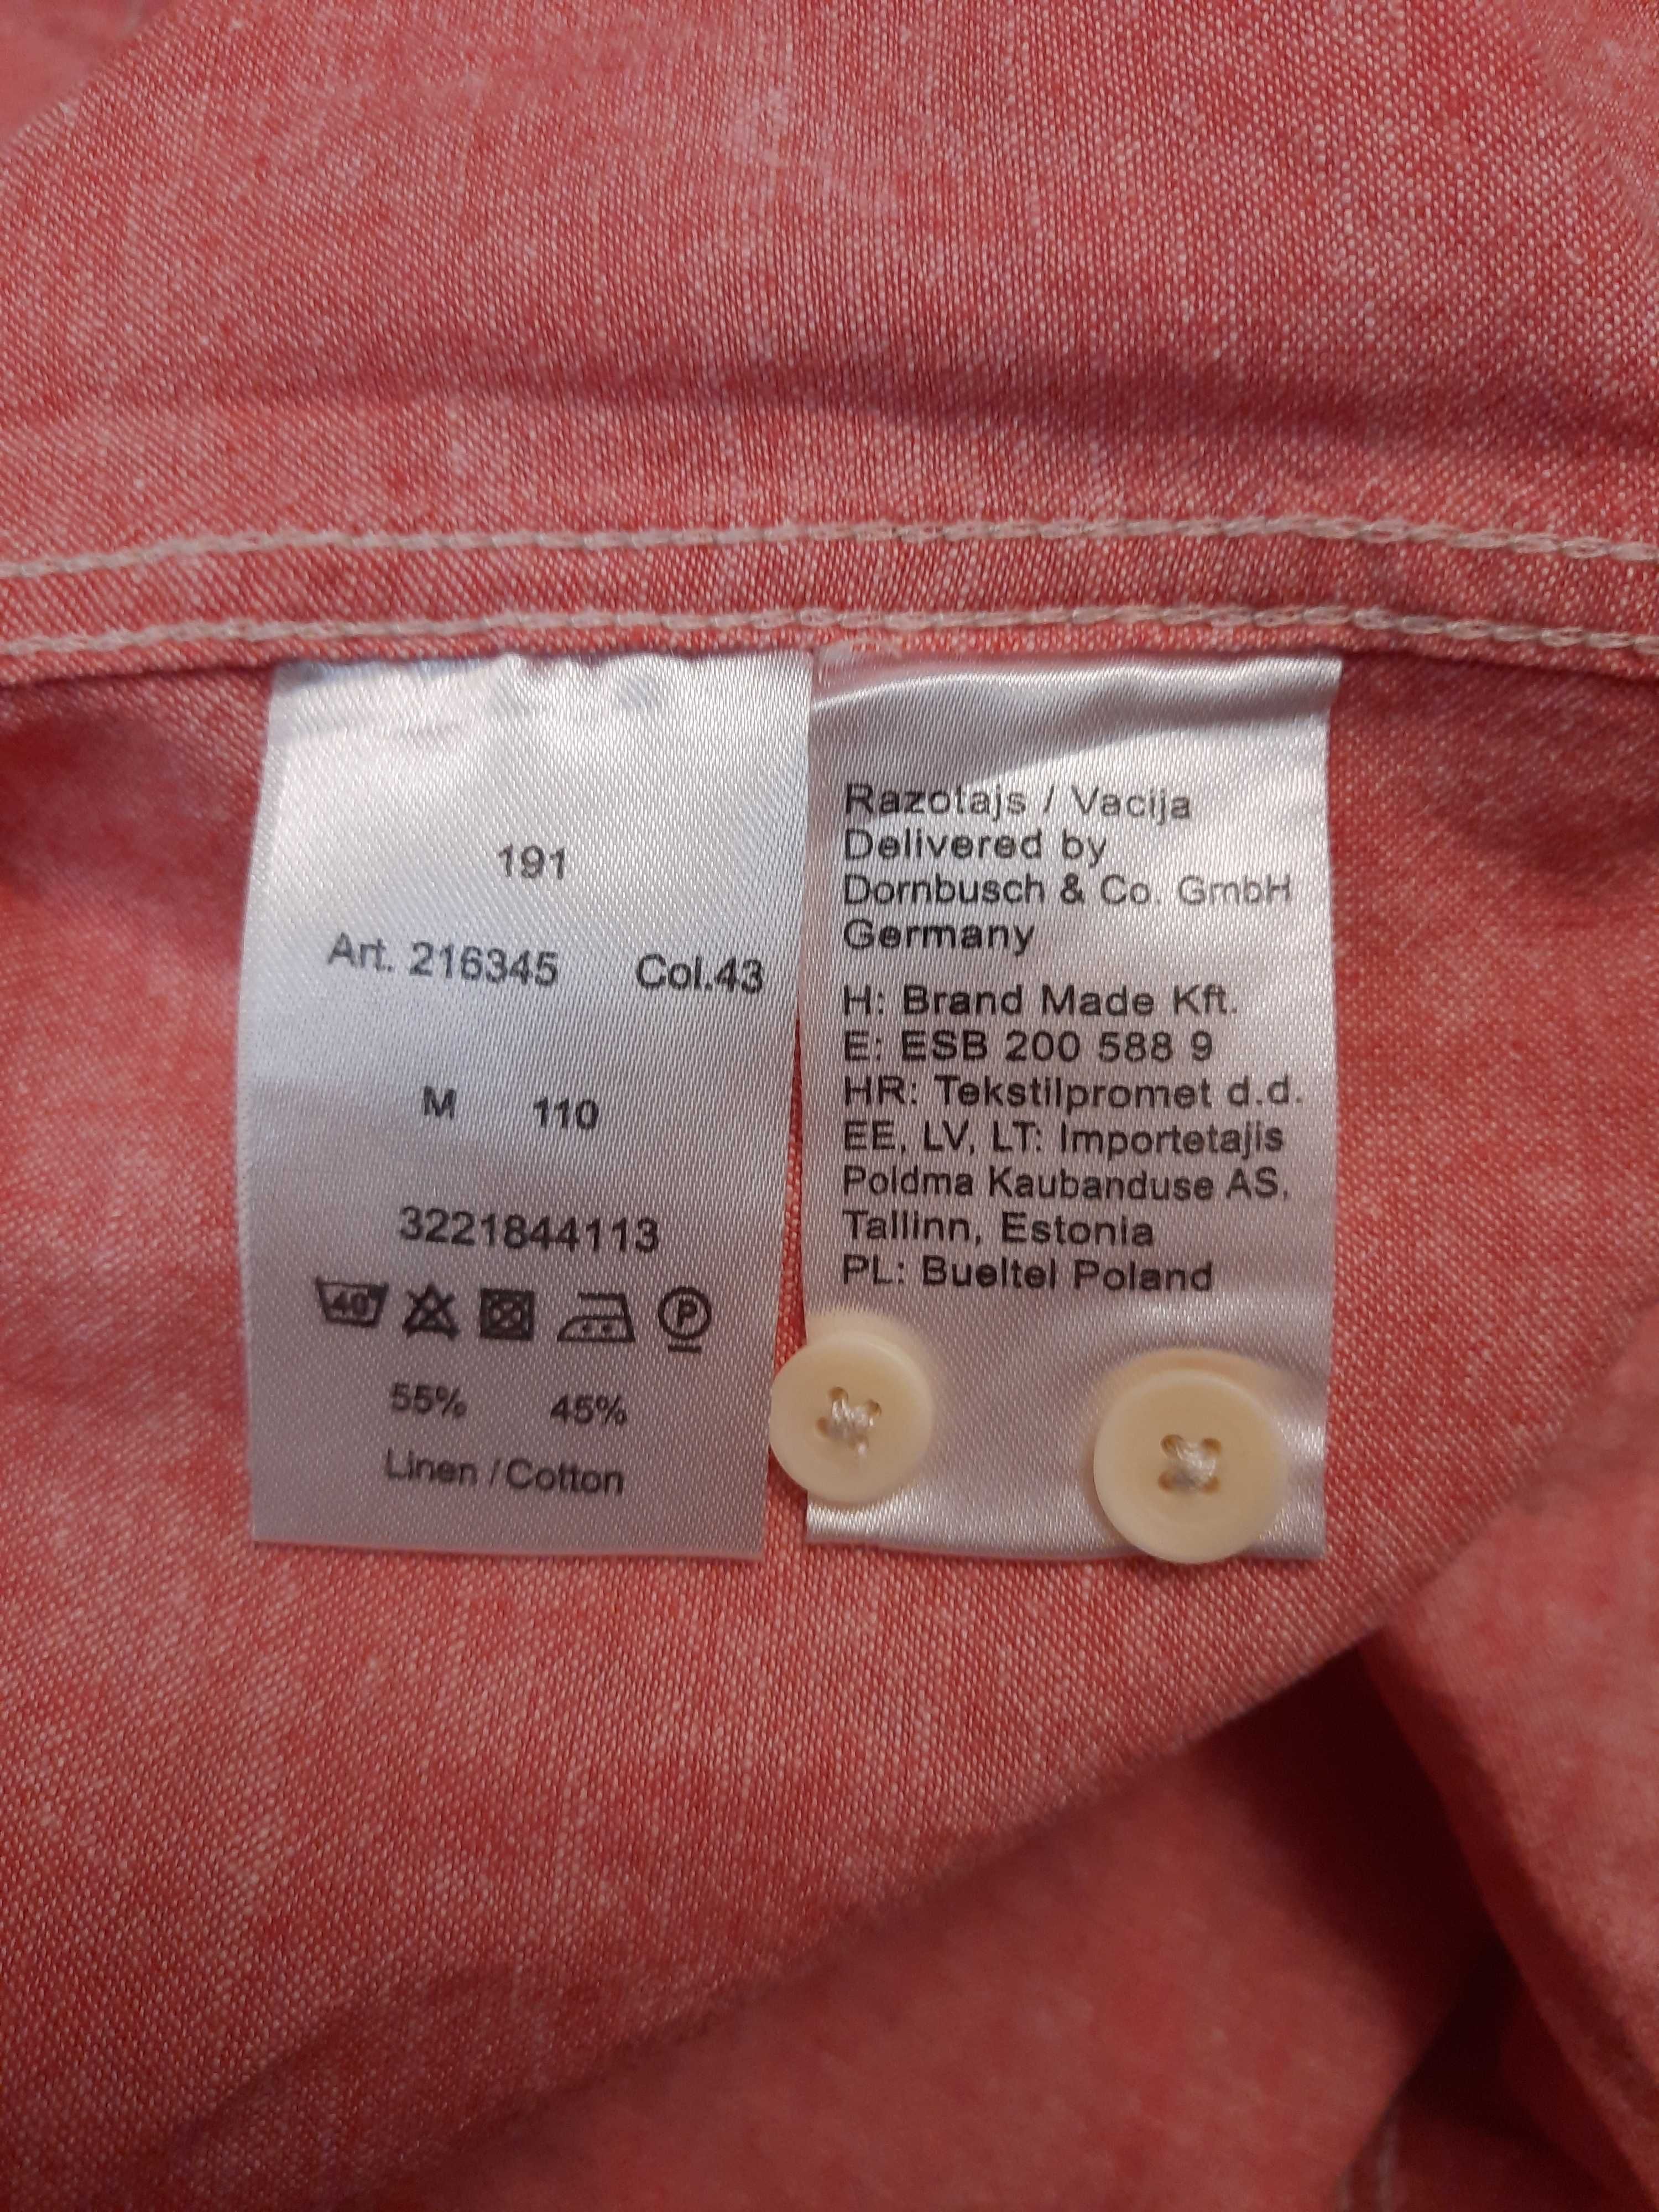 191
Art. 216345 Col.43
M 110
3221844113
40 P
55% 45%
Linen / Cotton
Razotajs / Vacija
Delivered by
Dornbusch & Co. GmbH
Germany
H: Brand Made Kft.
E: ESB 200 588 9
HR: Tekstilpromet d.d.
EE, LV, LT: Importetajis
Poldma Kaubanduse AS,
Tallinn, Estonia
PL: Bueltel Poland